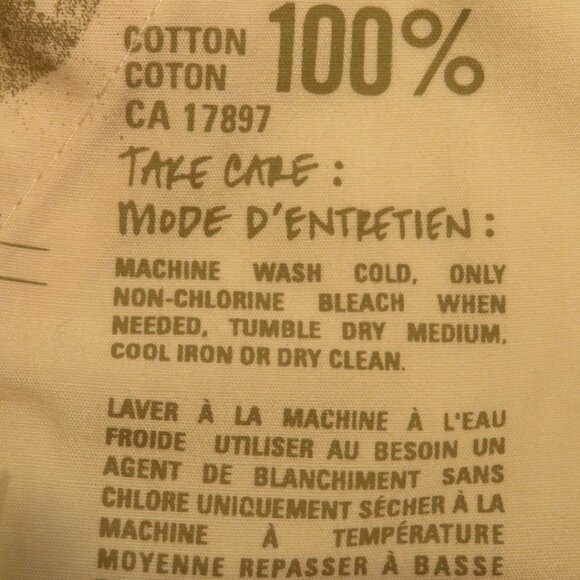 COTTON 100%
COTON
CA 17897
TAKE CARE :
MODE D'ENTRETIEN :
MACHINE WASH COLD, ONLY
NON-CHLORINE BLEACH WHEN
NEEDED, TUMBLE DRY MEDIUM,
COOL IRON OR DRY CLEAN.
LAVER À LA MACHINE À L'EAU
FROIDE UTILISER AU BESOIN UN
AGENT DE BLANCHIMENT SANS
CHLORE UNIQUEMENT SÉCHER À LA
MACHINE À TEMPÉRATURE
MOYENNE REPASSER À BASSE